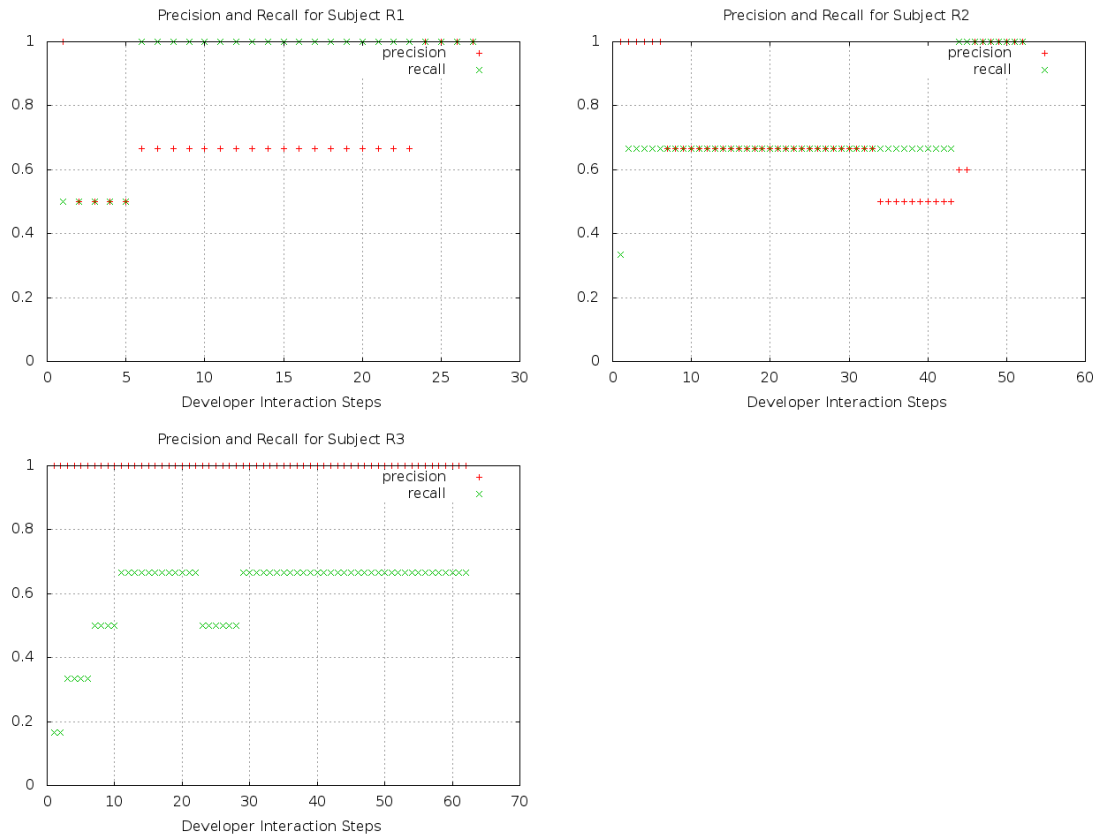 Precision and Recall for Subject R1
1
precision
recall
0.8
0.6
0.4
0.2
0
0 5 10 15 20 25 30
Developer Interaction Steps
Precision and Recall for Subject R2
1
precision
recall
0.8
0.6
0.4
0.2
0
0 10 20 30 40 50 60
Developer Interaction Steps
Precision and Recall for Subject R3
1
precision
recall
0.8
0.6
0.4
0.2
0
0 10 20 30 40 50 60 70
Developer Interaction Steps